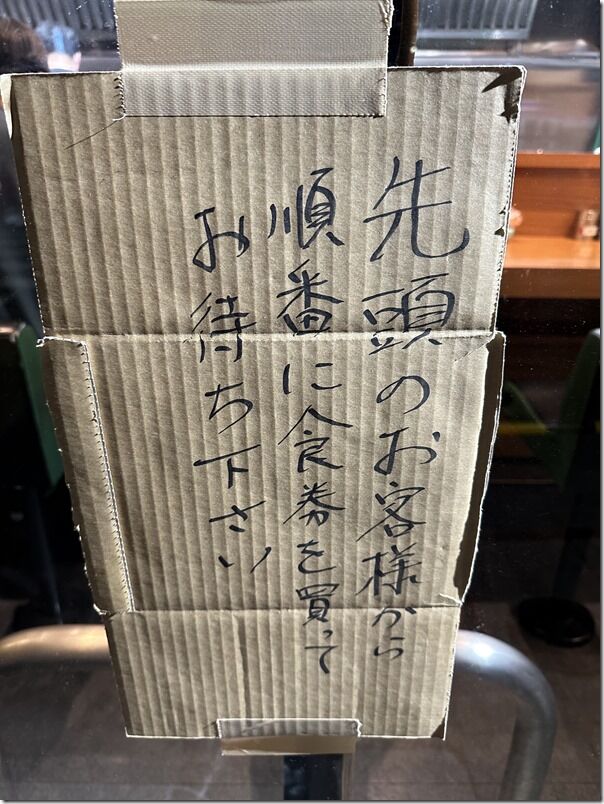 先頭のお客様から
順番に食券を買って
お待ち下さい